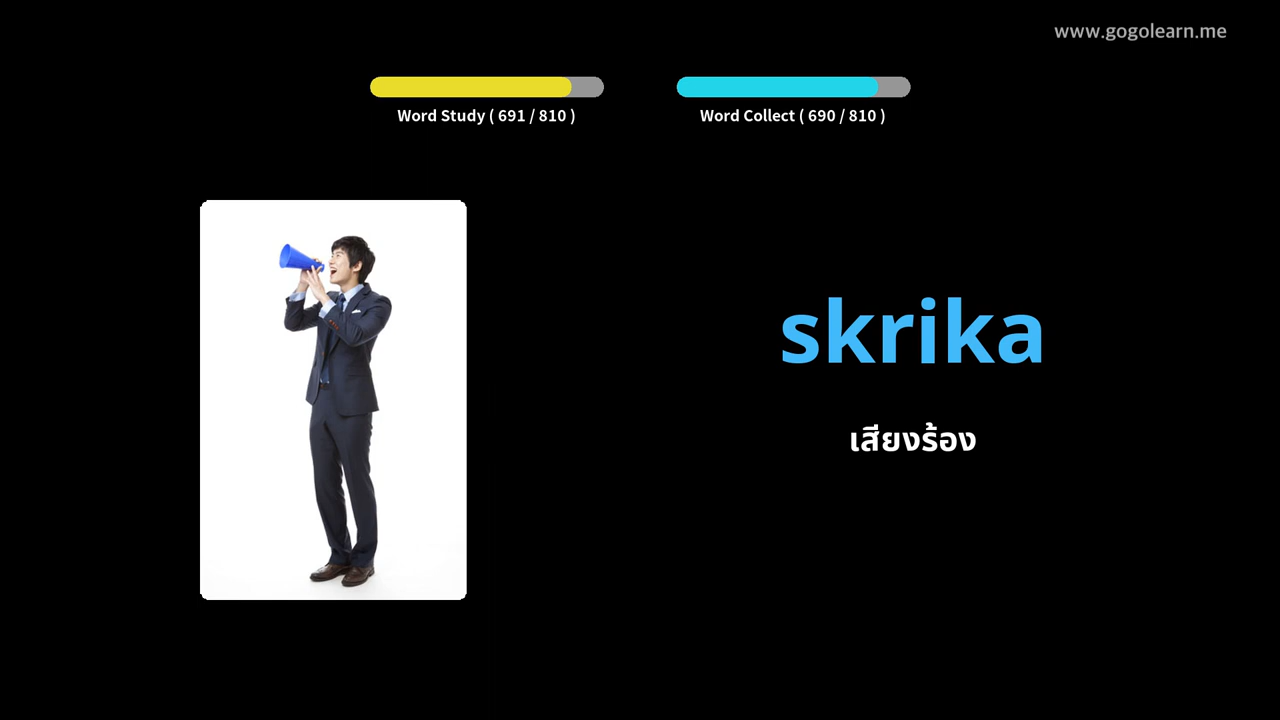 www.gogolearn.me
Word Study ( 691 / 810 )
Word Collect ( 690 / 810 )
skrika
เสียงร้อง